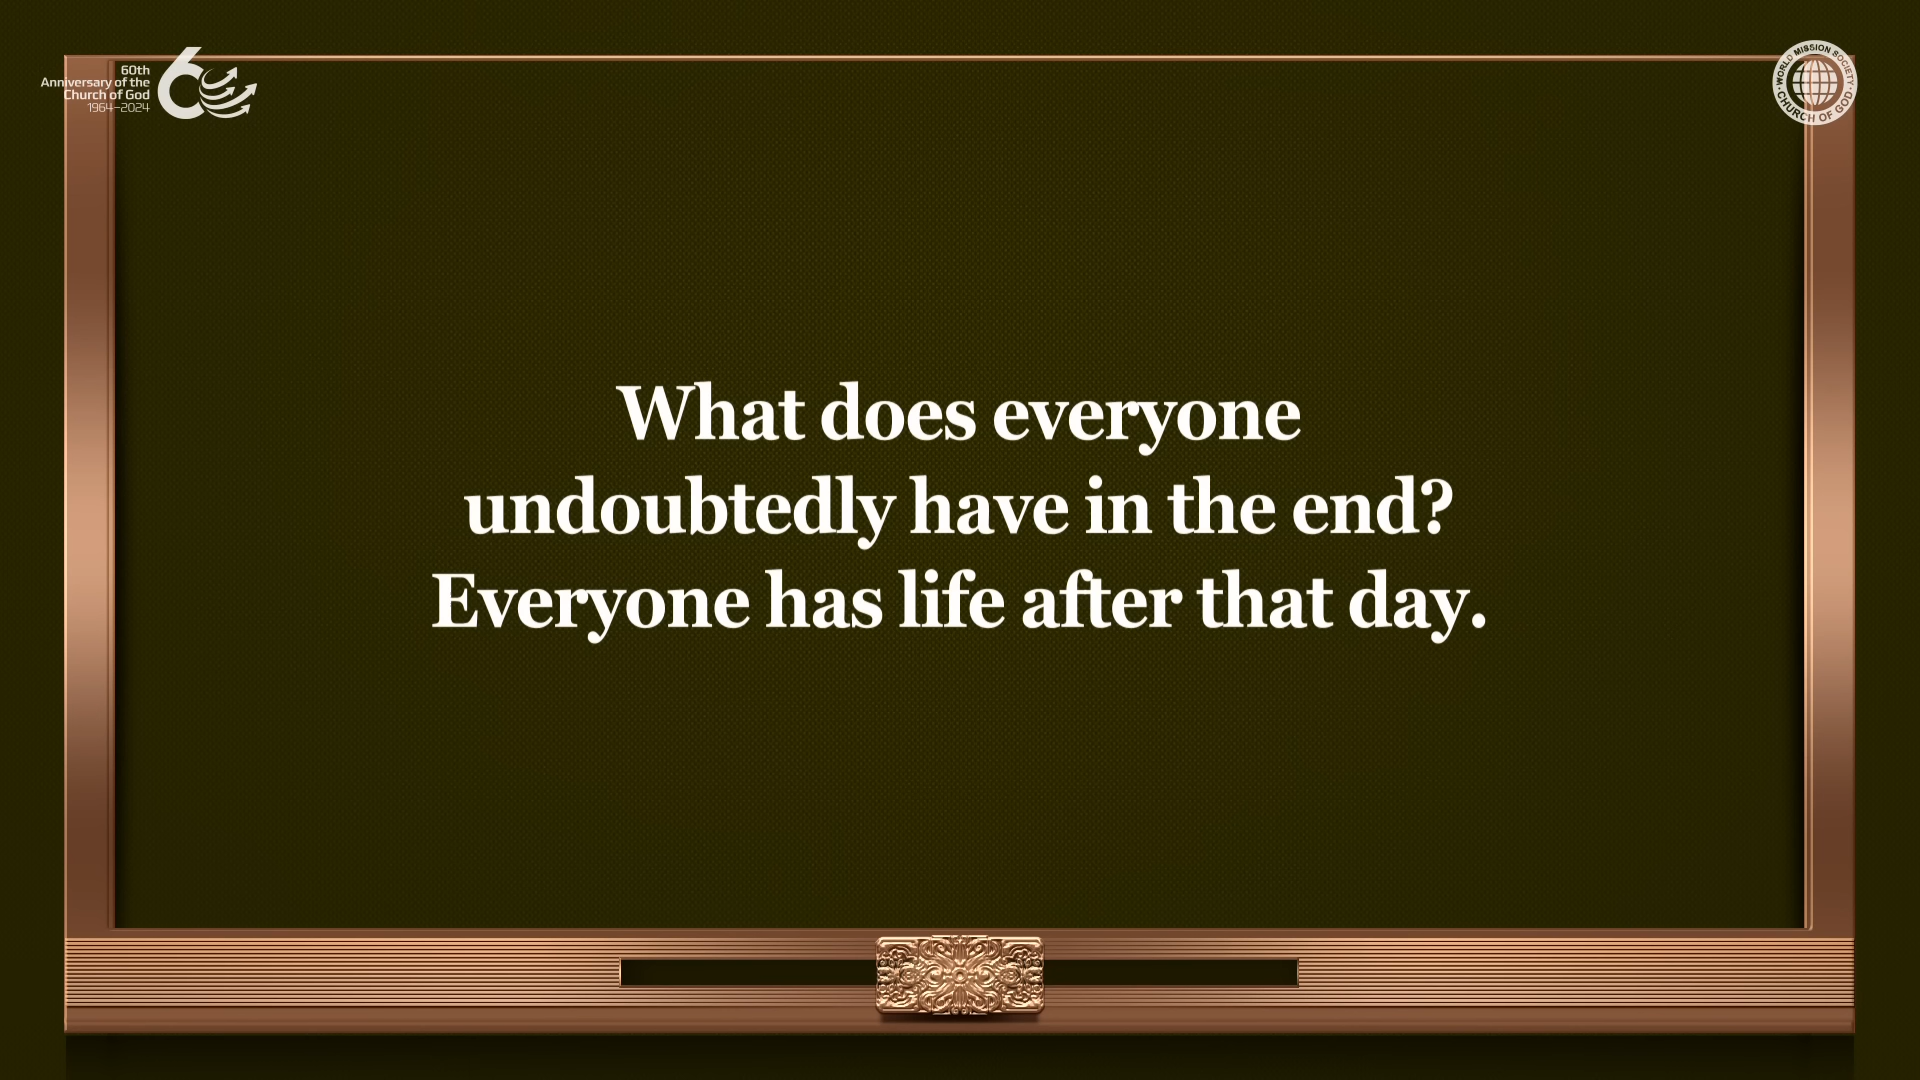 60th
Anniversary of the
Church of God
1964–2024
WORLD MISSION SOCIETY
CHURCH OF GOD
What does everyone
undoubtedly have in the end?
Everyone has life after that day.